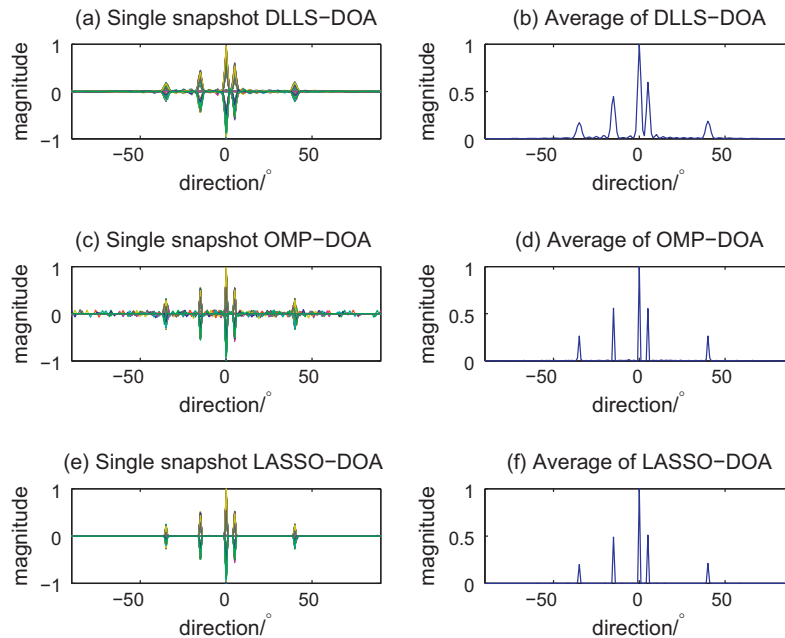 (a) Single snapshot DLLS−DOA
(b) Average of DLLS−DOA
magnitude
1
0
−1
−50
0
50
direction/°
magnitude
1
0.5
0
−50
0
50
direction/°
(c) Single snapshot OMP−DOA
(d) Average of OMP−DOA
magnitude
1
0
−1
−50
0
50
direction/°
magnitude
1
0.5
0
−50
0
50
direction/°
(e) Single snapshot LASSO−DOA
(f) Average of LASSO−DOA
magnitude
1
0
−1
−50
0
50
direction/°
magnitude
1
0.5
0
−50
0
50
direction/°